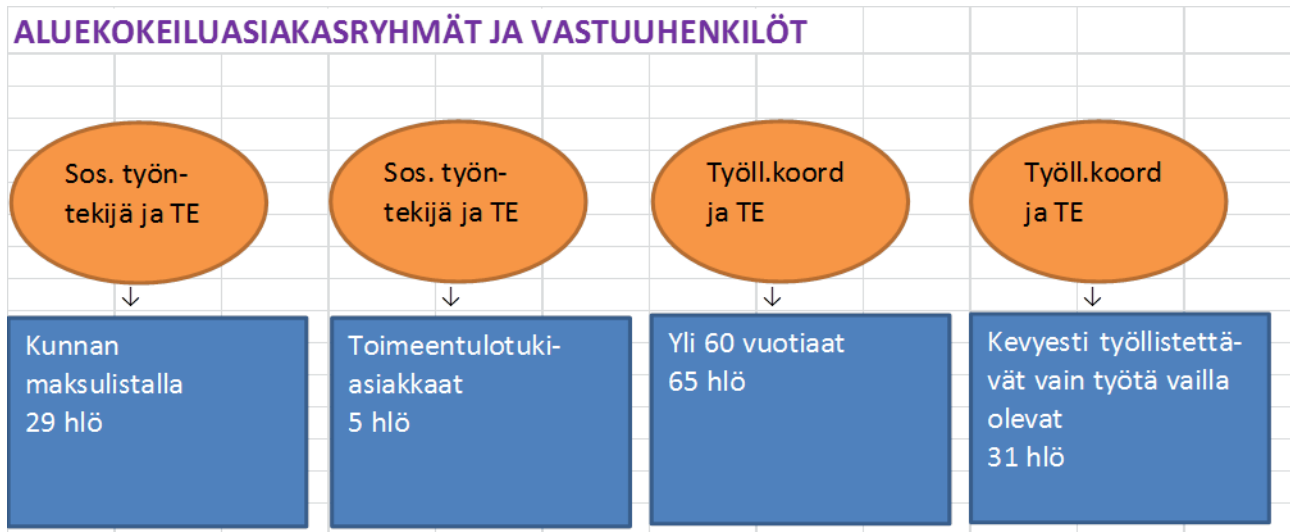 ALUEKOKEILUASIAKASRYHMÄT JA VASTUUHENKILÖT
Sos. työn-
tekijä ja TE
Sos. työn-
tekijä ja TE
Työll.koord
ja TE
Työll.koord
ja TE
Kunnan
maksulistalla
29 hlö
Toimeentulotuki-
asiakkaat
5 hlö
Yli 60 vuotiaat
65 hlö
Kevyesti työllistettä-
vät vain työtä vailla
olevat
31 hlö